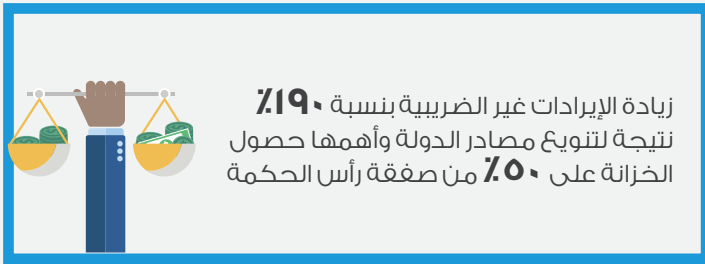 زيادة الإيرادات غير الضريبية بنسبة ١٩٠٪
نتيجة لتنويع مصادر الدولة وأهمها حصول
الخزانة على ٥٠٪ من صفقة رأس الحكمة